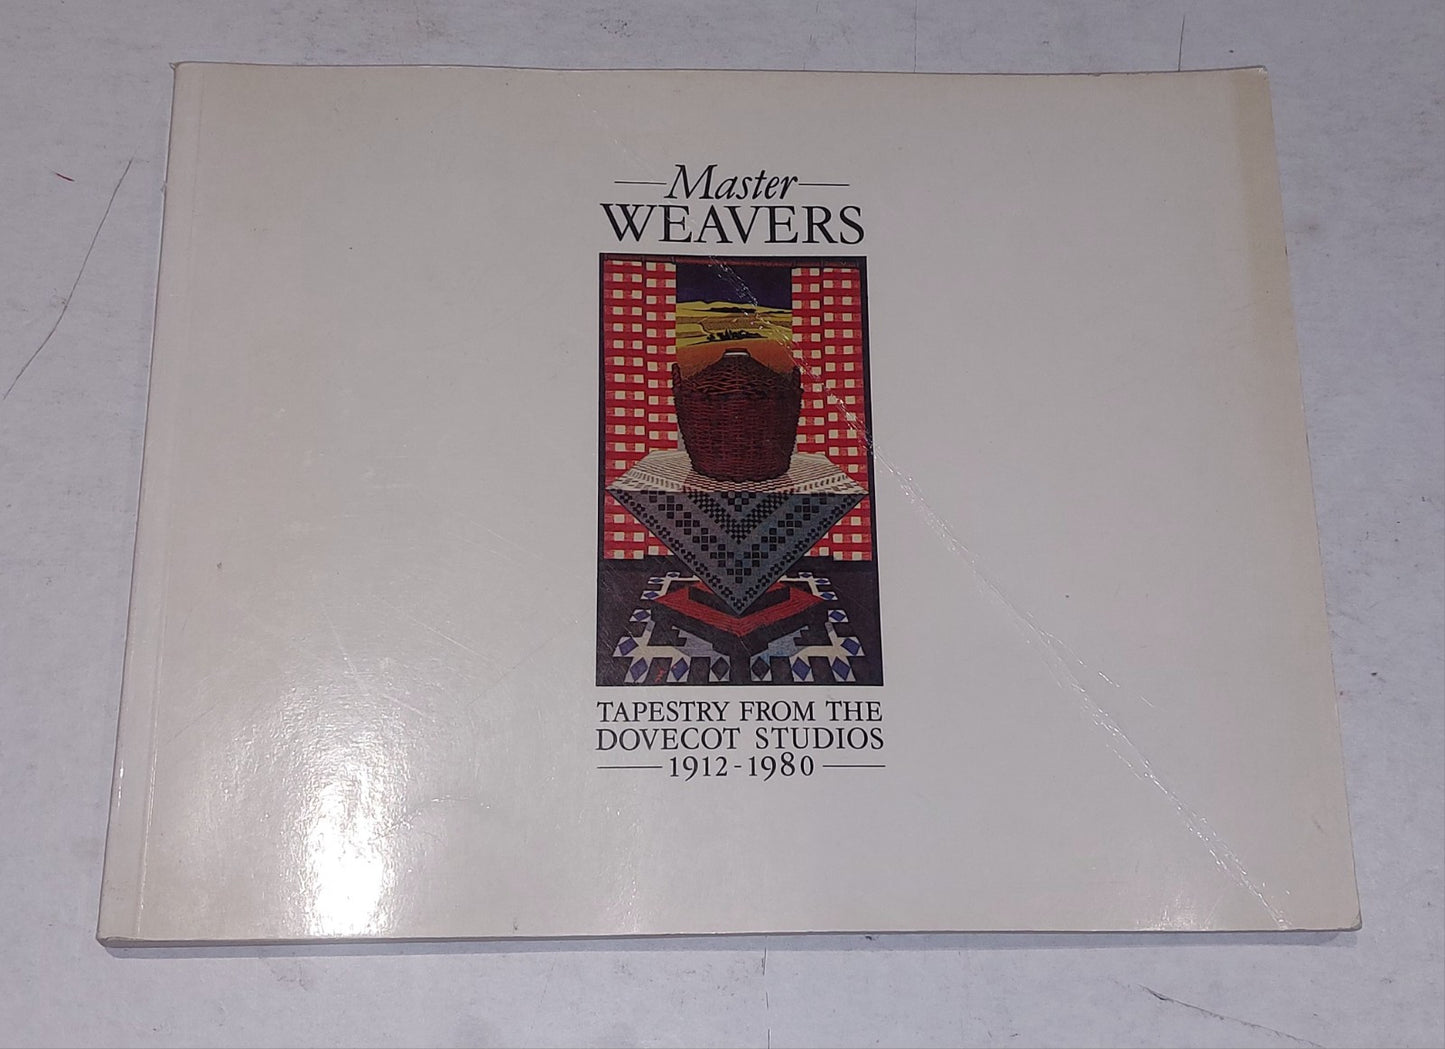 Master
WEAVERS
TAPESTRY FROM THE
DOVECOT STUDIOS
1912-1980